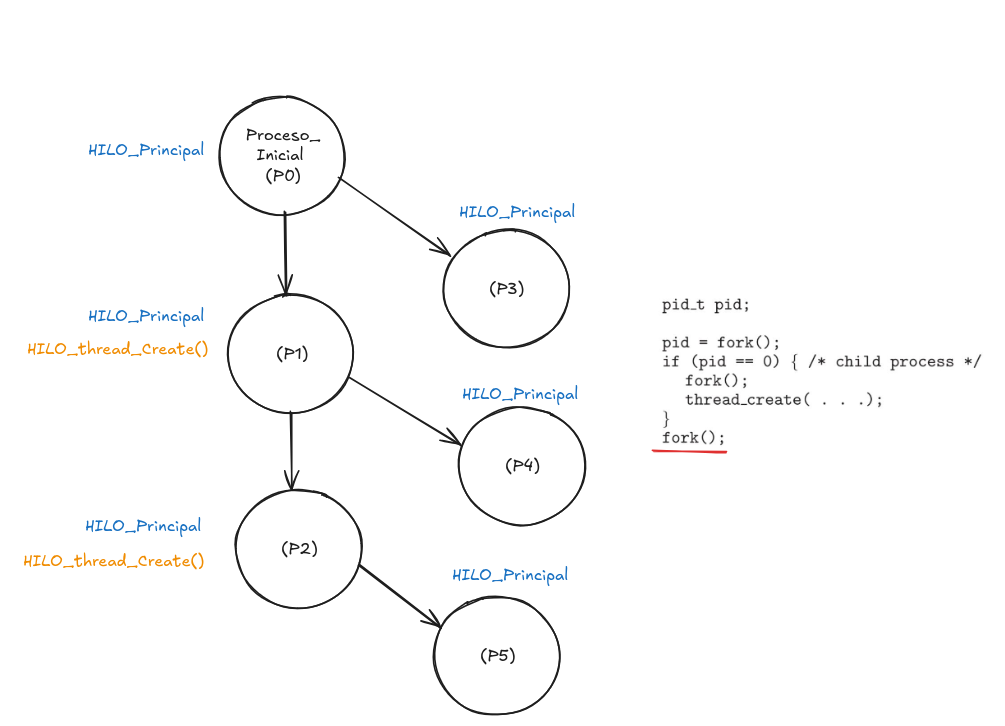 HILO_Principal
Proceso_
Inicial
(P0)
HILO_Principal
(P3)
HILO_Principal
HILO_thread_Create()
(P1)
HILO_Principal
(P4)
HILO_Principal
HILO_thread_Create()
(P2)
HILO_Principal
(P5)
pid_t pid;
pid = fork();
if (pid == 0) { /* child process */
fork();
thread_create( . . .);
}
fork();